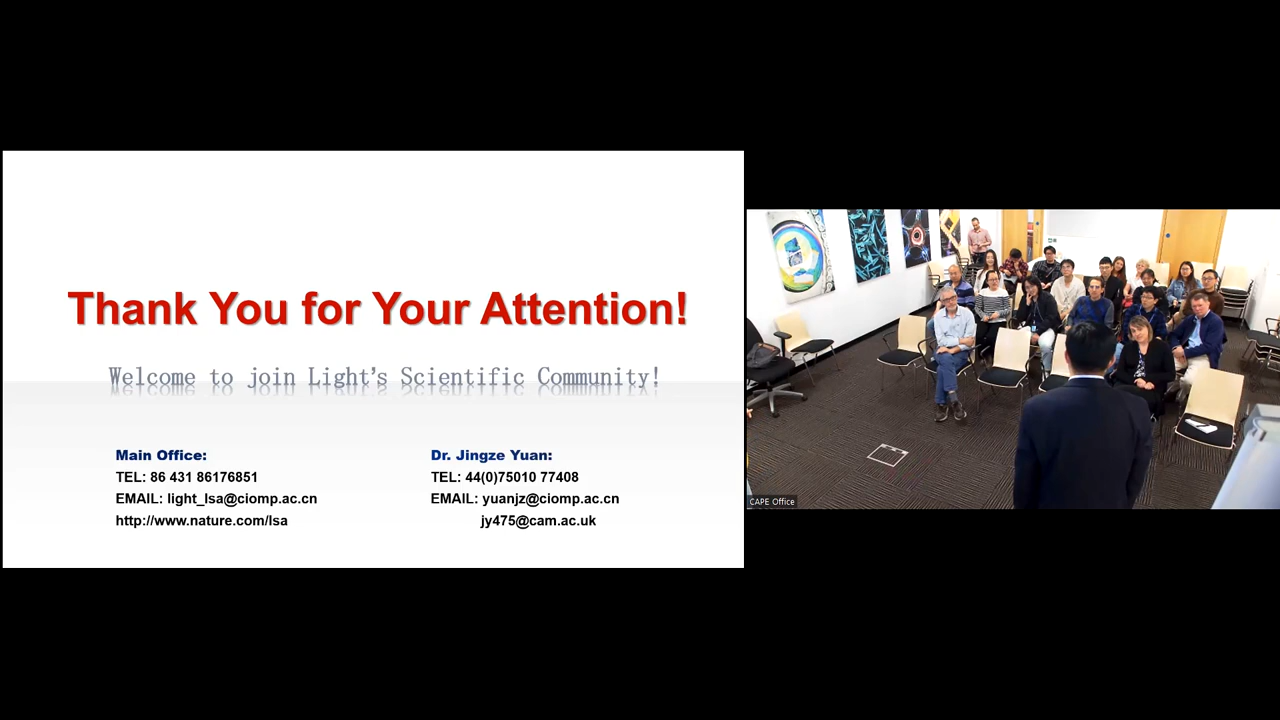 Thank You for Your Attention!
Welcome to join Light's Scientific Community!
Main Office:
TEL: 86 431 86176851
EMAIL: light_lsa@ciomp.ac.cn
http://www.nature.com/lsa
Dr. Jingze Yuan:
TEL: 44(0)75010 77408
EMAIL: yuanjz@ciomp.ac.cn
jy475@cam.ac.uk
CAPE Office